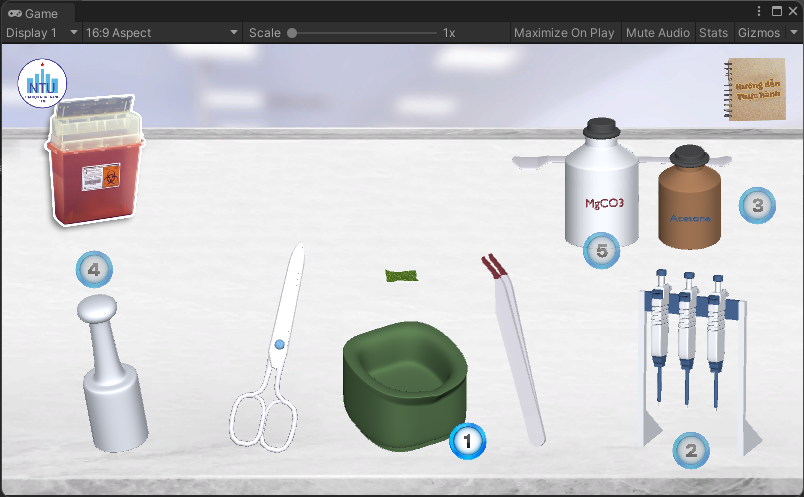 Game
Display 1
16:9 Aspect
Scale
1x
Maximize On Play
Mute Audio
Stats
Gizmos
NTU
Hướng dẫn
Thực hành
MgCO3
Acetone
3
5
4
1
2